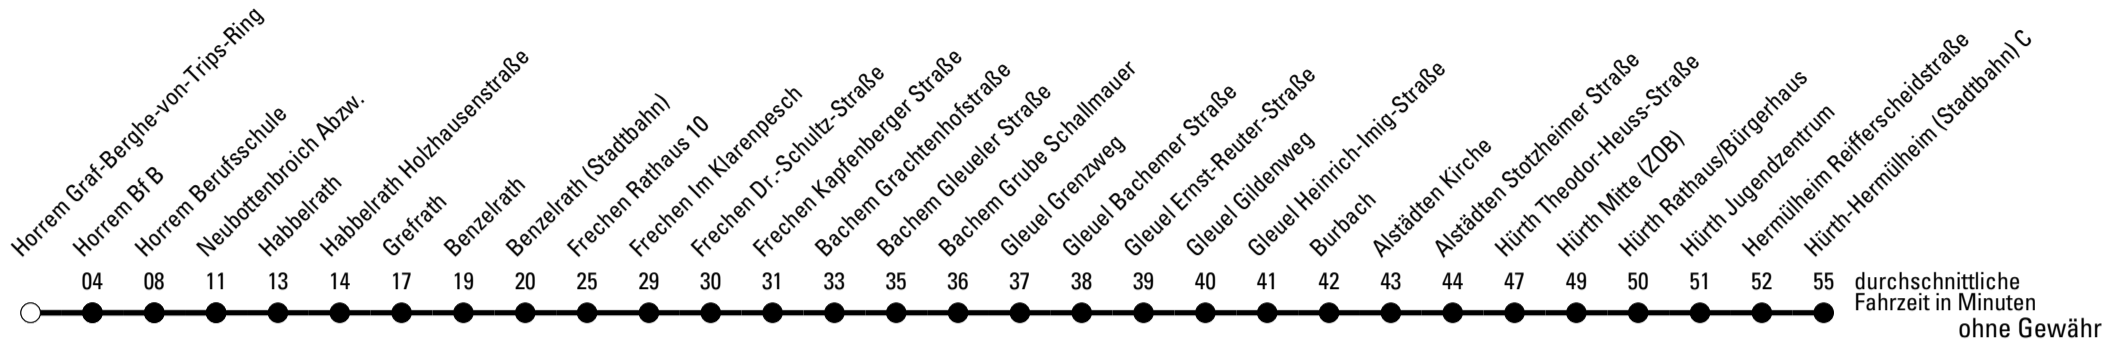 Horrem Graf-Berghe-von-Trips-Ring
Horrem Bf B
Horrem Berufsschule
Neubottenbroich Abzw.
Habbelrath
Habbelrath Holzhausenstraße
Grefrath
Benzelrath
Benzelrath (Stadtbahn)
Frechen Rathaus 10
Frechen Im Klarenpesch
Frechen Dr.-Schultz-Straße
Frechen Kapfenberger Straße
Bachem Grachtenhofstraße
Bachem Gleueler Straße
Bachem Grube Schallmauer
Gleuel Grenzweg
Gleuel Bachemer Straße
Gleuel Ernst-Reuter-Straße
Gleuel Gildenweg
Gleuel Heinrich-Imig-Straße
Burbach
Alstädten Kirche
Alstädten Stotzheimer Straße
Hürth Theodor-Heuss-Straße
Hürth Mitte (ZOB)
Hürth Rathaus/Bürgerhaus
Hürth Jugendzentrum
Hermülheim Reifferscheidstraße
Hürth-Hermülheim (Stadtbahn) C
04 08 11 13 14 17 19 20 25 29 30 31 33 35 36 37 38 39 40 41 42 43 44 47 49 50 51 52 55 durchschnittliche
Fahrzeit in Minuten
ohne Gewähr